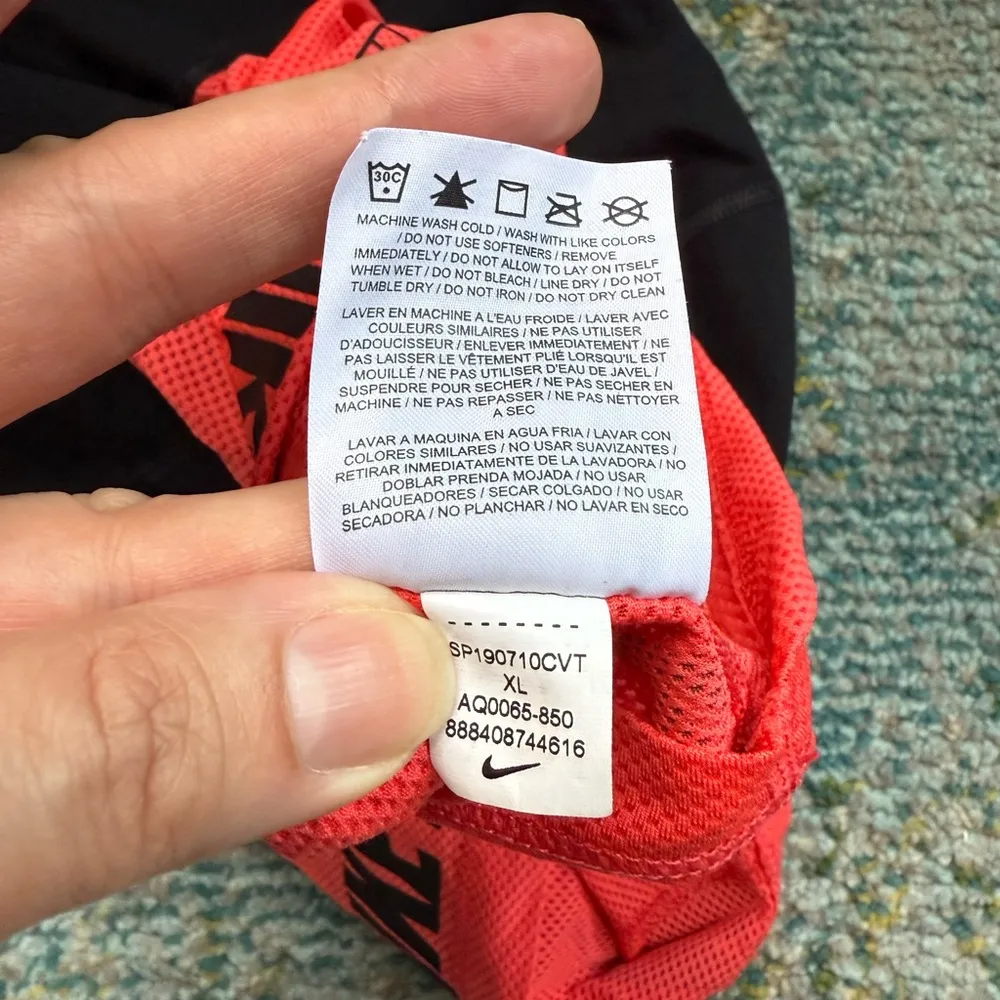 30C
MACHINE WASH COLD / WASH WITH LIKE COLORS
/ DO NOT USE SOFTENERS / REMOVE
IMMEDIATELY / DO NOT ALLOW TO LAY ON ITSELF
WHEN WET / DO NOT BLEACH / LINE DRY / DO NOT
TUMBLE DRY / DO NOT IRON / DO NOT DRY CLEAN
LAVER EN MACHINE A L'EAU FROIDE / LAVER AVEC
COULEURS SIMILAIRES / NE PAS UTILISER
D'ADOUCISSEUR / ENLEVER IMMEDIATEMENT / NE
PAS LAISSER LE VÊTEMENT PLIÉ LORSQU'IL EST
MOUILLÉ / NE PAS UTILISER D'EAU DE JAVEL /
SUSPENDRE POUR SECHER / NE PAS SECHER EN
MACHINE / NE PAS REPASSER / NE PAS NETTOYER
A SEC
LAVAR A MAQUINA EN AGUA FRIA / LAVAR CON
COLORES SIMILARES / NO USAR SUAVIZANTES /
RETIRAR INMEDIATAMENTE DE LA LAVADORA / NO
DOBLAR PRENDA MOJADA / NO USAR
BLANQUEADORES / SECAR COLGADO / NO USAR
SECADORA / NO PLANCHAR / NO LAVAR EN SECO
SP190710CVT
XL
AQ0065-850
888408744616